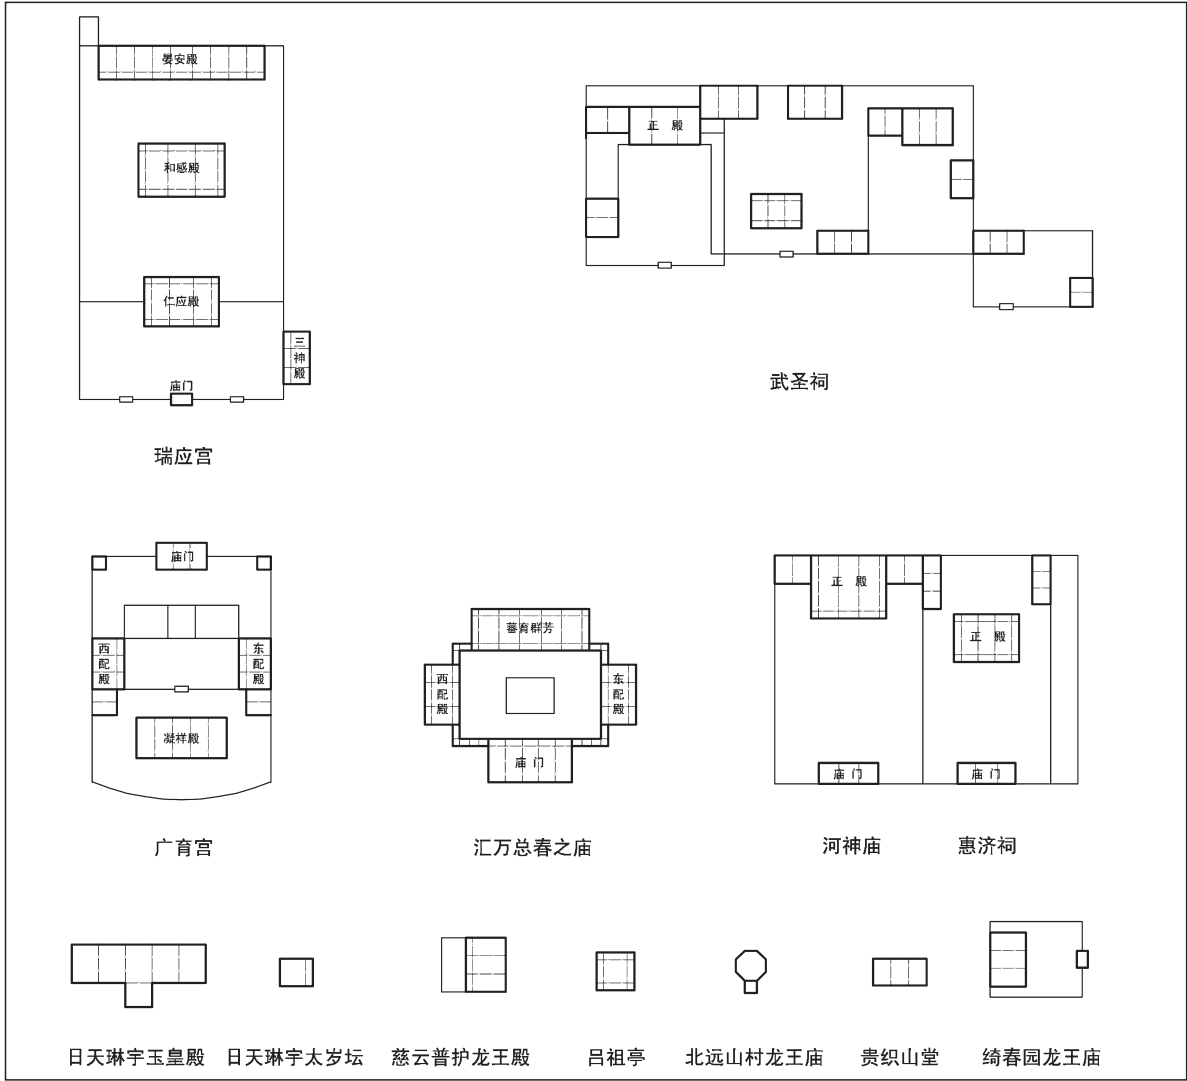 晏安殿
和感殿
仁应殿
三神殿
庙门
瑞应宫
正 殿
武圣祠
庙门
西配殿
东配殿
凝祥殿
广育宫
蕃育群芳
西配殿
东配殿
庙 门
汇万总春之庙
正 殿
正 殿
庙 门
庙 门
河神庙
惠济祠
日天琳宇玉皇殿
日天琳宇太岁坛
慈云普护龙王殿
吕祖亭
北远山村龙王庙
贵织山堂
绮春园龙王庙